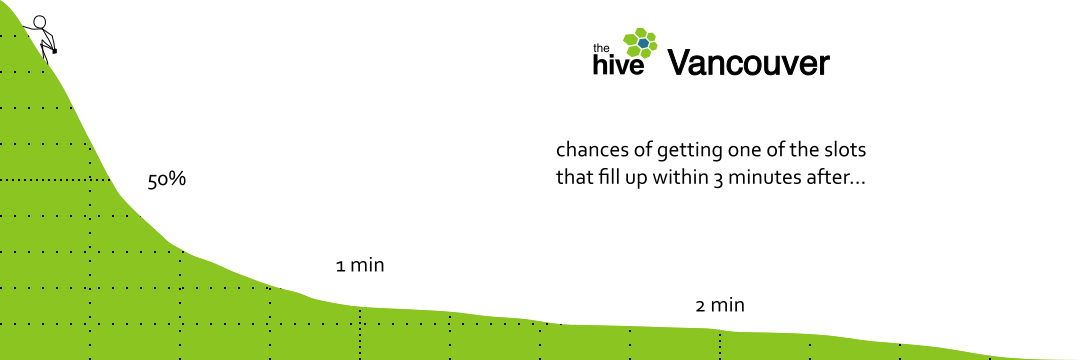 the
hive Vancouver
chances of getting one of the slots
that fill up within 3 minutes after...
50%
1 min
2 min